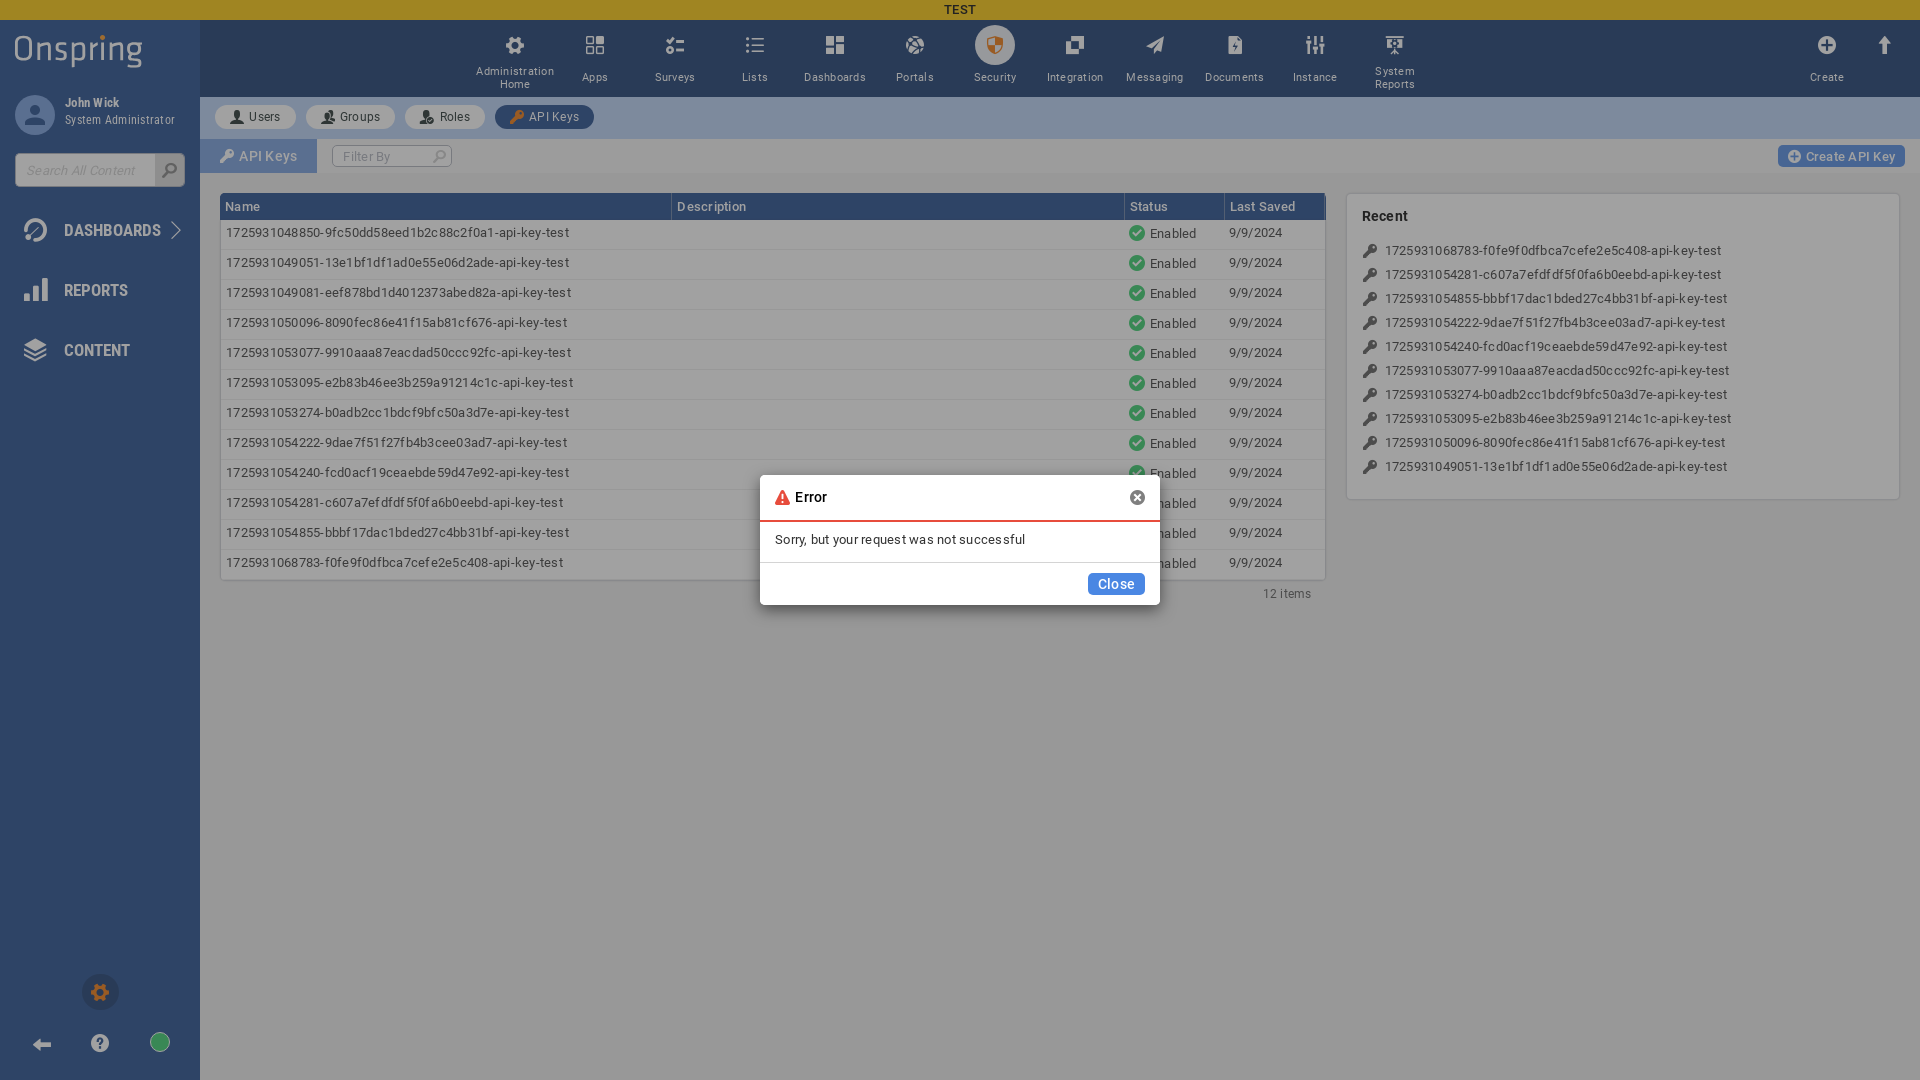 TEST
Onspring
John Wick
System Administrator
Search All Content
DASHBOARDS
REPORTS
CONTENT
Administration Home
Apps
Surveys
Lists
Dashboards
Portals
Security
Integration
Messaging
Documents
Instance
System Reports
Create
Users
Groups
Roles
API Keys
API Keys
Filter By
Create API Key
Name Description Status Last Saved
1725931048850-9fc50dd58eed1b2c88c2f0a1-api-key-test Enabled 9/9/2024
1725931049051-13e1bf1df1ad0e55e06d2ade-api-key-test Enabled 9/9/2024
1725931049081-eef878bd1d4012373abed82a-api-key-test Enabled 9/9/2024
1725931050096-8090fec86e41f15ab81cf676-api-key-test Enabled 9/9/2024
1725931053077-9910aaa87eacdad50ccc92fc-api-key-test Enabled 9/9/2024
1725931053095-e2b83b46ee3b259a91214c1c-api-key-test Enabled 9/9/2024
1725931053274-b0adb2cc1bdcf9bfc50a3d7e-api-key-test Enabled 9/9/2024
1725931054222-9dae7f51f27fb4b3cee03ad7-api-key-test Enabled 9/9/2024
1725931054240-fcd0acf19ceaebde59d47e92-api-key-test Enabled 9/9/2024
1725931054281-c607a7efdfdf5f0fa6b0eebd-api-key-test nabled 9/9/2024
1725931054855-bbbf17dac1bded27c4bb31bf-api-key-test nabled 9/9/2024
1725931068783-f0fe9f0dfbca7cefe2e5c408-api-key-test nabled 9/9/2024
12 items
Recent
1725931068783-f0fe9f0dfbca7cefe2e5c408-api-key-test
1725931054281-c607a7efdfdf5f0fa6b0eebd-api-key-test
1725931054855-bbbf17dac1bded27c4bb31bf-api-key-test
1725931054222-9dae7f51f27fb4b3cee03ad7-api-key-test
1725931054240-fcd0acf19ceaebde59d47e92-api-key-test
1725931053077-9910aaa87eacdad50ccc92fc-api-key-test
1725931053274-b0adb2cc1bdcf9bfc50a3d7e-api-key-test
1725931053095-e2b83b46ee3b259a91214c1c-api-key-test
1725931050096-8090fec86e41f15ab81cf676-api-key-test
1725931049051-13e1bf1df1ad0e55e06d2ade-api-key-test
Error
Sorry, but your request was not successful
Close